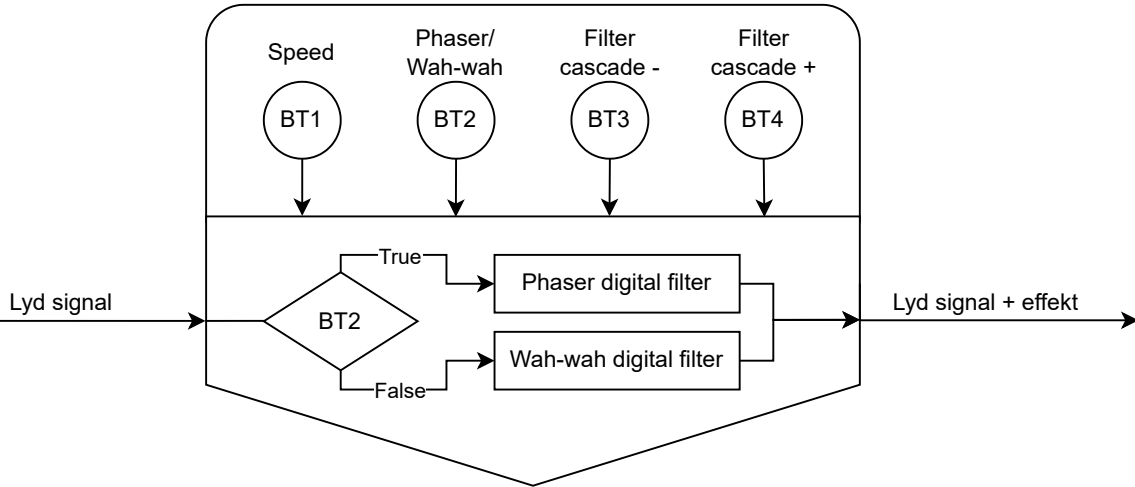 Speed
Phaser/
Wah-wah
Filter
cascade -
Filter
cascade +
BT1
BT2
BT3
BT4
True
Phaser digital filter
Lyd signal
BT2
Lyd signal + effekt
Wah-wah digital filter
False